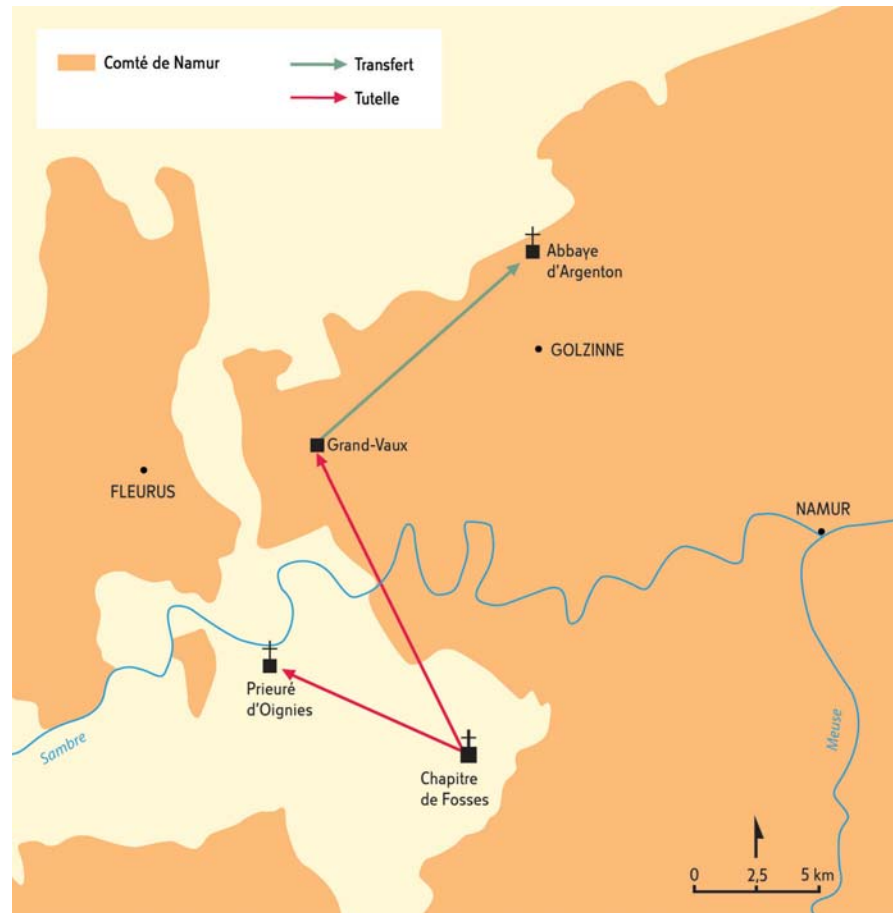 Comté de Namur
Transfert
Tutelle
Abbaye
d'Argenton
GOLZINNE
Grand-Vaux
FLEURUS
NAMUR
Prieuré
d'Oignies
Sambre
Meuse
Chapitre
de Fosses
0 2,5 5 km